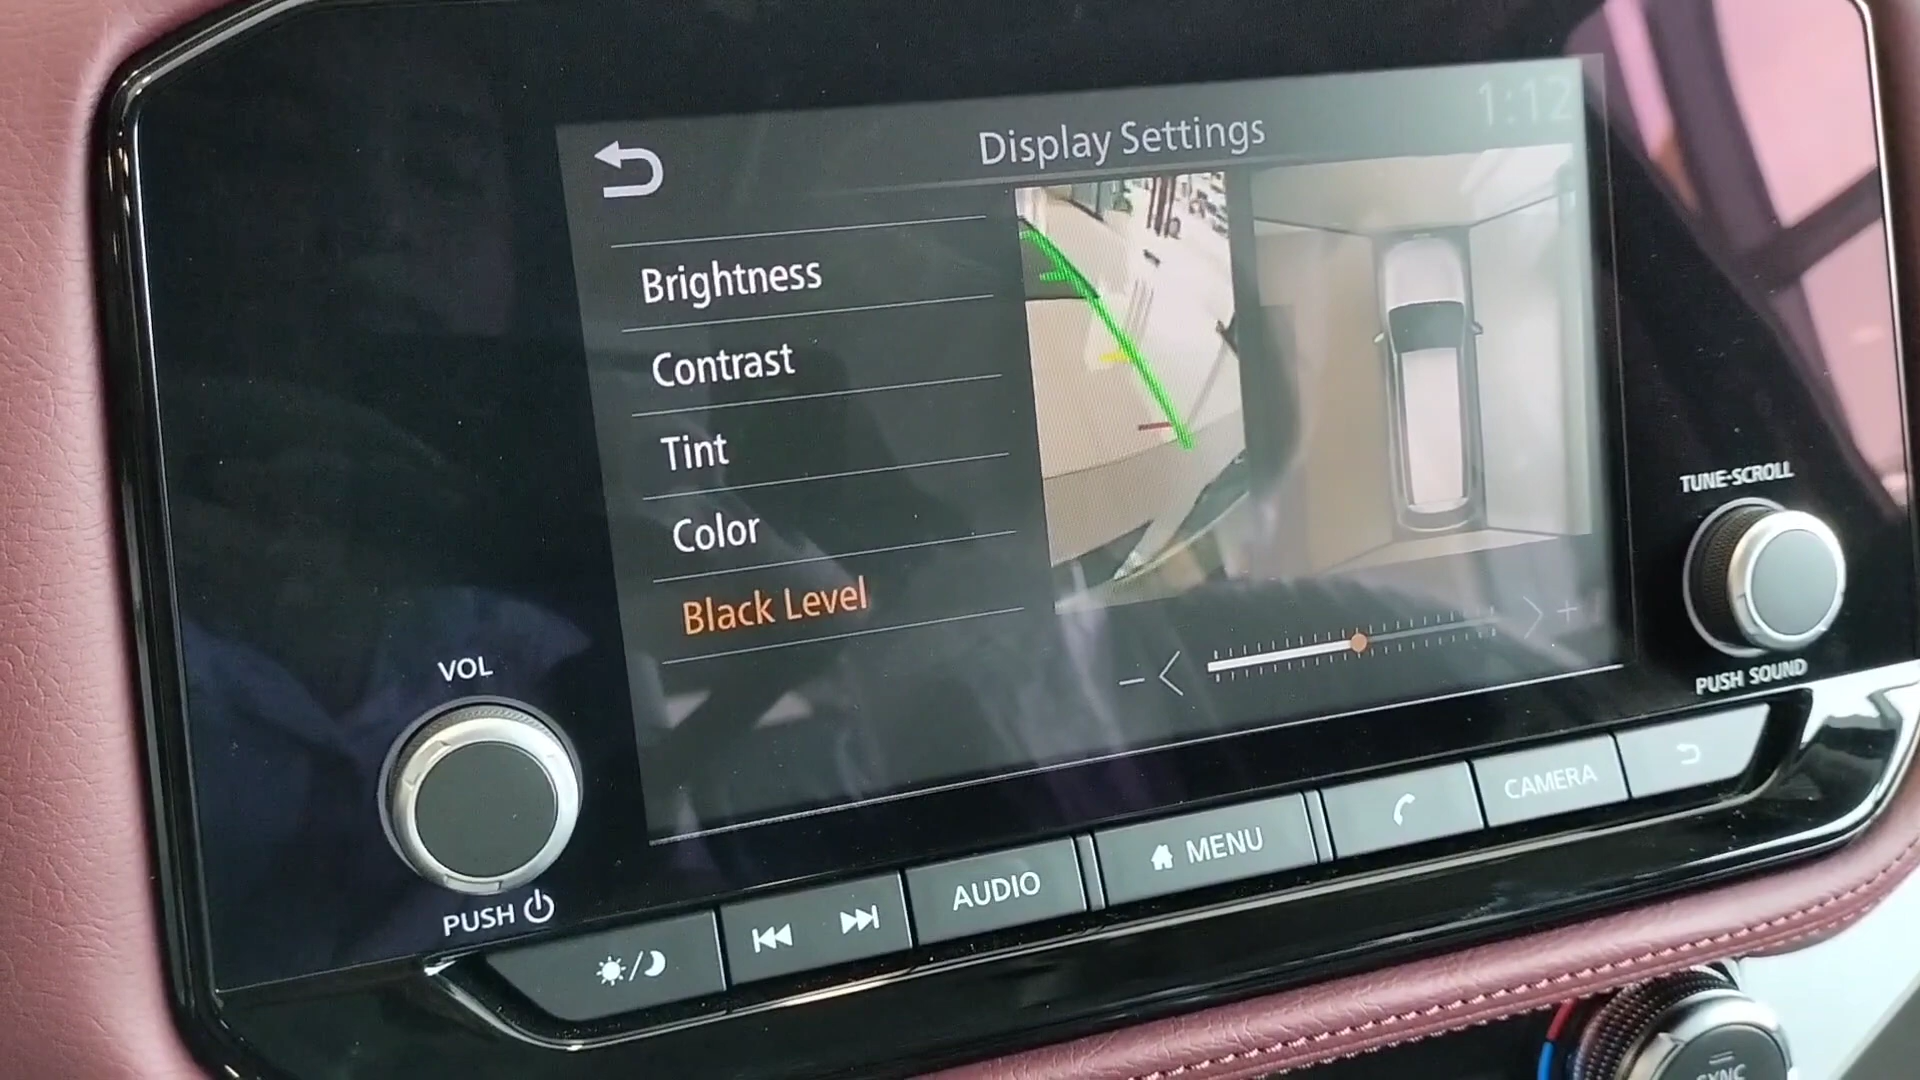 1:12
Display Settings
Brightness
Contrast
Tint
Color
Black Level
− < > +
VOL
PUSH
TUNE·SCROLL
PUSH SOUND
AUDIO
MENU
CAMERA
SYNC